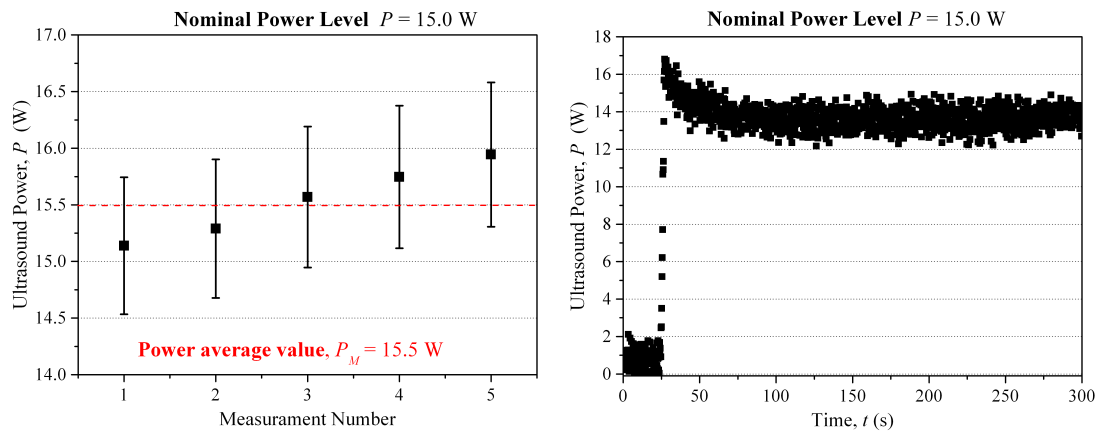 Nominal Power Level P = 15.0 W
17.0
16.5
16.0
15.5
15.0
14.5
14.0
Ultrasound Power, P (W)
Power average value, P_M = 15.5 W
1 2 3 4 5
Measurament Number
Nominal Power Level P = 15.0 W
18
16
14
12
10
8
6
4
2
0
Ultrasound Power, P (W)
0 50 100 150 200 250 300
Time, t (s)